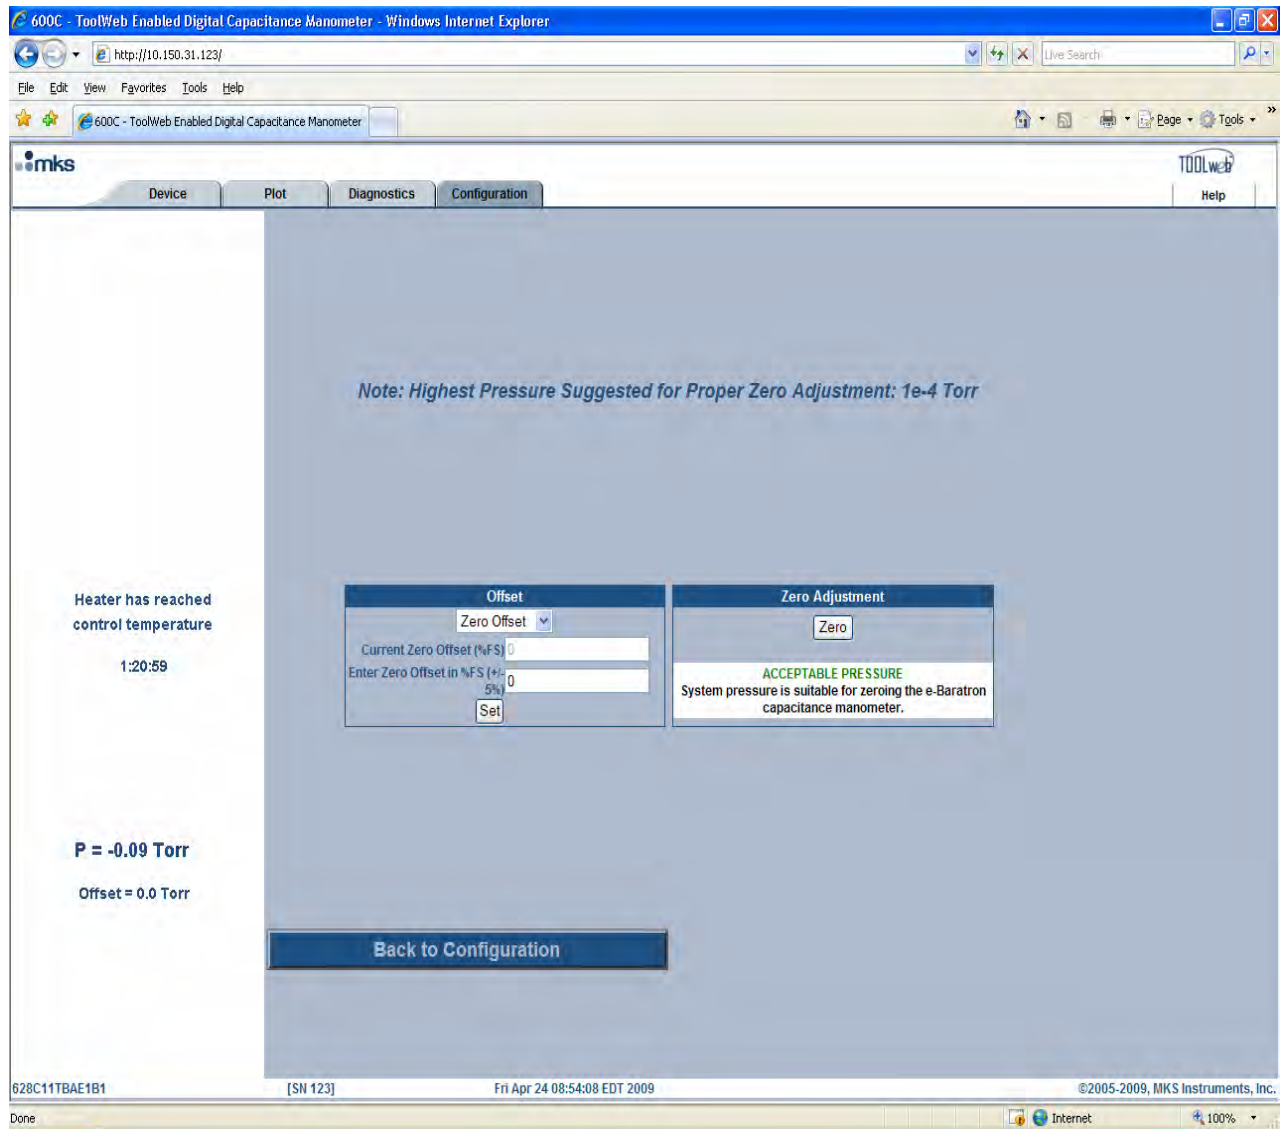 600C - ToolWeb Enabled Digital Capacitance Manometer - Windows Internet Explorer
http://10.150.31.123/
Live Search
File Edit View Favorites Tools Help
600C - ToolWeb Enabled Digital Capacitance Manometer
Page Tools
mks
TOOLweb
Device Plot Diagnostics Configuration
Help
Note: Highest Pressure Suggested for Proper Zero Adjustment: 1e-4 Torr
Heater has reached
control temperature
1:20:59
Offset
Zero Offset
Current Zero Offset (%FS) 0
Enter Zero Offset in %FS (+/-
5%) 0
Set
Zero Adjustment
Zero
ACCEPTABLE PRESSURE
System pressure is suitable for zeroing the e-Baratron
capacitance manometer.
P = -0.09 Torr
Offset = 0.0 Torr
Back to Configuration
628C11TBAE1B1 [SN 123] Fri Apr 24 08:54:08 EDT 2009 ©2005-2009, MKS Instruments, Inc.
Done Internet 100%